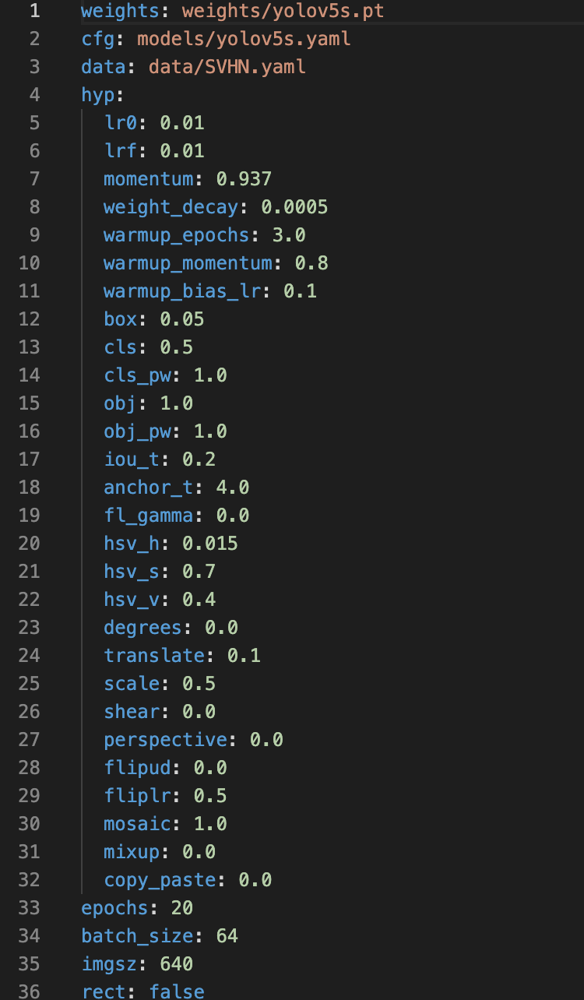 1 weights: weights/yolov5s.pt
2 cfg: models/yolov5s.yaml
3 data: data/SVHN.yaml
4 hyp:
5 lr0: 0.01
6 lrf: 0.01
7 momentum: 0.937
8 weight_decay: 0.0005
9 warmup_epochs: 3.0
10 warmup_momentum: 0.8
11 warmup_bias_lr: 0.1
12 box: 0.05
13 cls: 0.5
14 cls_pw: 1.0
15 obj: 1.0
16 obj_pw: 1.0
17 iou_t: 0.2
18 anchor_t: 4.0
19 fl_gamma: 0.0
20 hsv_h: 0.015
21 hsv_s: 0.7
22 hsv_v: 0.4
23 degrees: 0.0
24 translate: 0.1
25 scale: 0.5
26 shear: 0.0
27 perspective: 0.0
28 flipud: 0.0
29 fliplr: 0.5
30 mosaic: 1.0
31 mixup: 0.0
32 copy_paste: 0.0
33 epochs: 20
34 batch_size: 64
35 imgsz: 640
36 rect: false